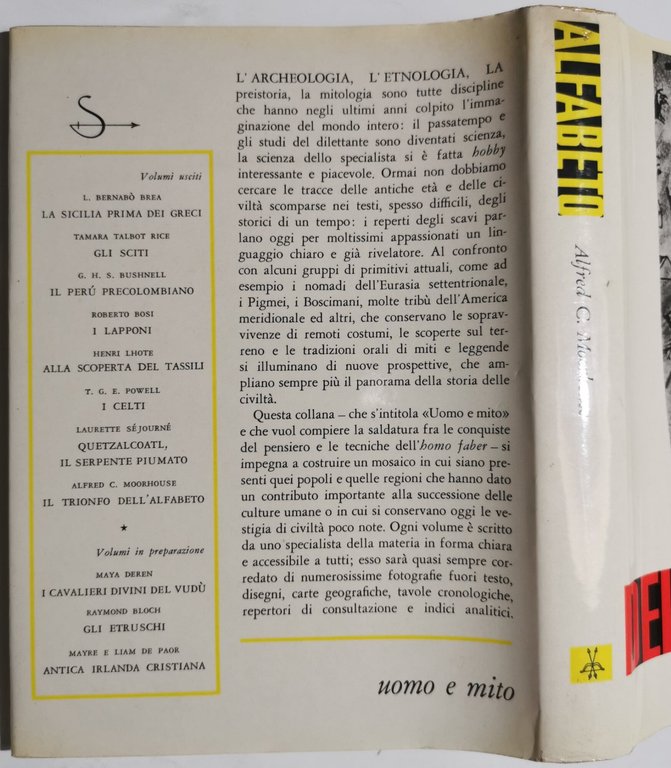 S
Volumi usciti
L. BERNABÒ BREA
LA SICILIA PRIMA DEI GRECI
TAMARA TALBOT RICE
GLI SCITI
G. H. S. BUSHNELL
IL PERÚ PRECOLOMBIANO
ROBERTO BOSI
I LAPPONI
HENRI LHOTE
ALLA SCOPERTA DEL TASSILI
T. G. E. POWELL
I CELTI
LAURETTE SÉJOURNÉ
QUETZALCOATL,
IL SERPENTE PIUMATO
ALFRED C. MOORHOUSE
IL TRIONFO DELL'ALFABETO
*
Volumi in preparazione
MAYA DEREN
I CAVALIERI DIVINI DEL VUDÙ
RAYMOND BLOCH
GLI ETRUSCHI
MAYRE E LIAM DE PAOR
ANTICA IRLANDA CRISTIANA
L'ARCHEOLOGIA, L'ETNOLOGIA, LA
preistoria, la mitologia sono tutte discipline
che hanno negli ultimi anni colpito l'imma-
ginazione del mondo intero: il passatempo e
gli studi del dilettante sono diventati scienza,
la scienza dello specialista si è fatta hobby
interessante e piacevole. Ormai non dobbiamo
cercare le tracce delle antiche età e delle ci-
viltà scomparse nei testi, spesso difficili, degli
storici di un tempo: i reperti degli scavi par-
lano oggi per moltissimi appassionati un lin-
guaggio chiaro e già rivelatore. Al confronto
con alcuni gruppi di primitivi attuali, come ad
esempio i nomadi dell'Eurasia settentrionale,
i Pigmei, i Boscimani, molte tribù dell'America
meridionale ed altri, che conservano le soprav-
vivenze di remoti costumi, le scoperte sul ter-
reno e le tradizioni orali di miti e leggende
si illuminano di nuove prospettive, che am-
pliano sempre più il panorama della storia delle
civiltà.
Questa collana – che s'intitola «Uomo e mito»
e che vuol compiere la saldatura fra le conquiste
del pensiero e le tecniche dell'homo faber – si
impegna a costruire un mosaico in cui siano pre-
senti quei popoli e quelle regioni che hanno dato
un contributo importante alla successione delle
culture umane o in cui si conservano oggi le ve-
stigia di civiltà poco note. Ogni volume è scritto
da uno specialista della materia in forma chiara
e accessibile a tutti; esso sarà quasi sempre cor-
redato di numerosissime fotografie fuori testo,
disegni, carte geografiche, tavole cronologiche,
repertori di consultazione e indici analitici.
uomo e mito
ALFABETO
Alfred C.